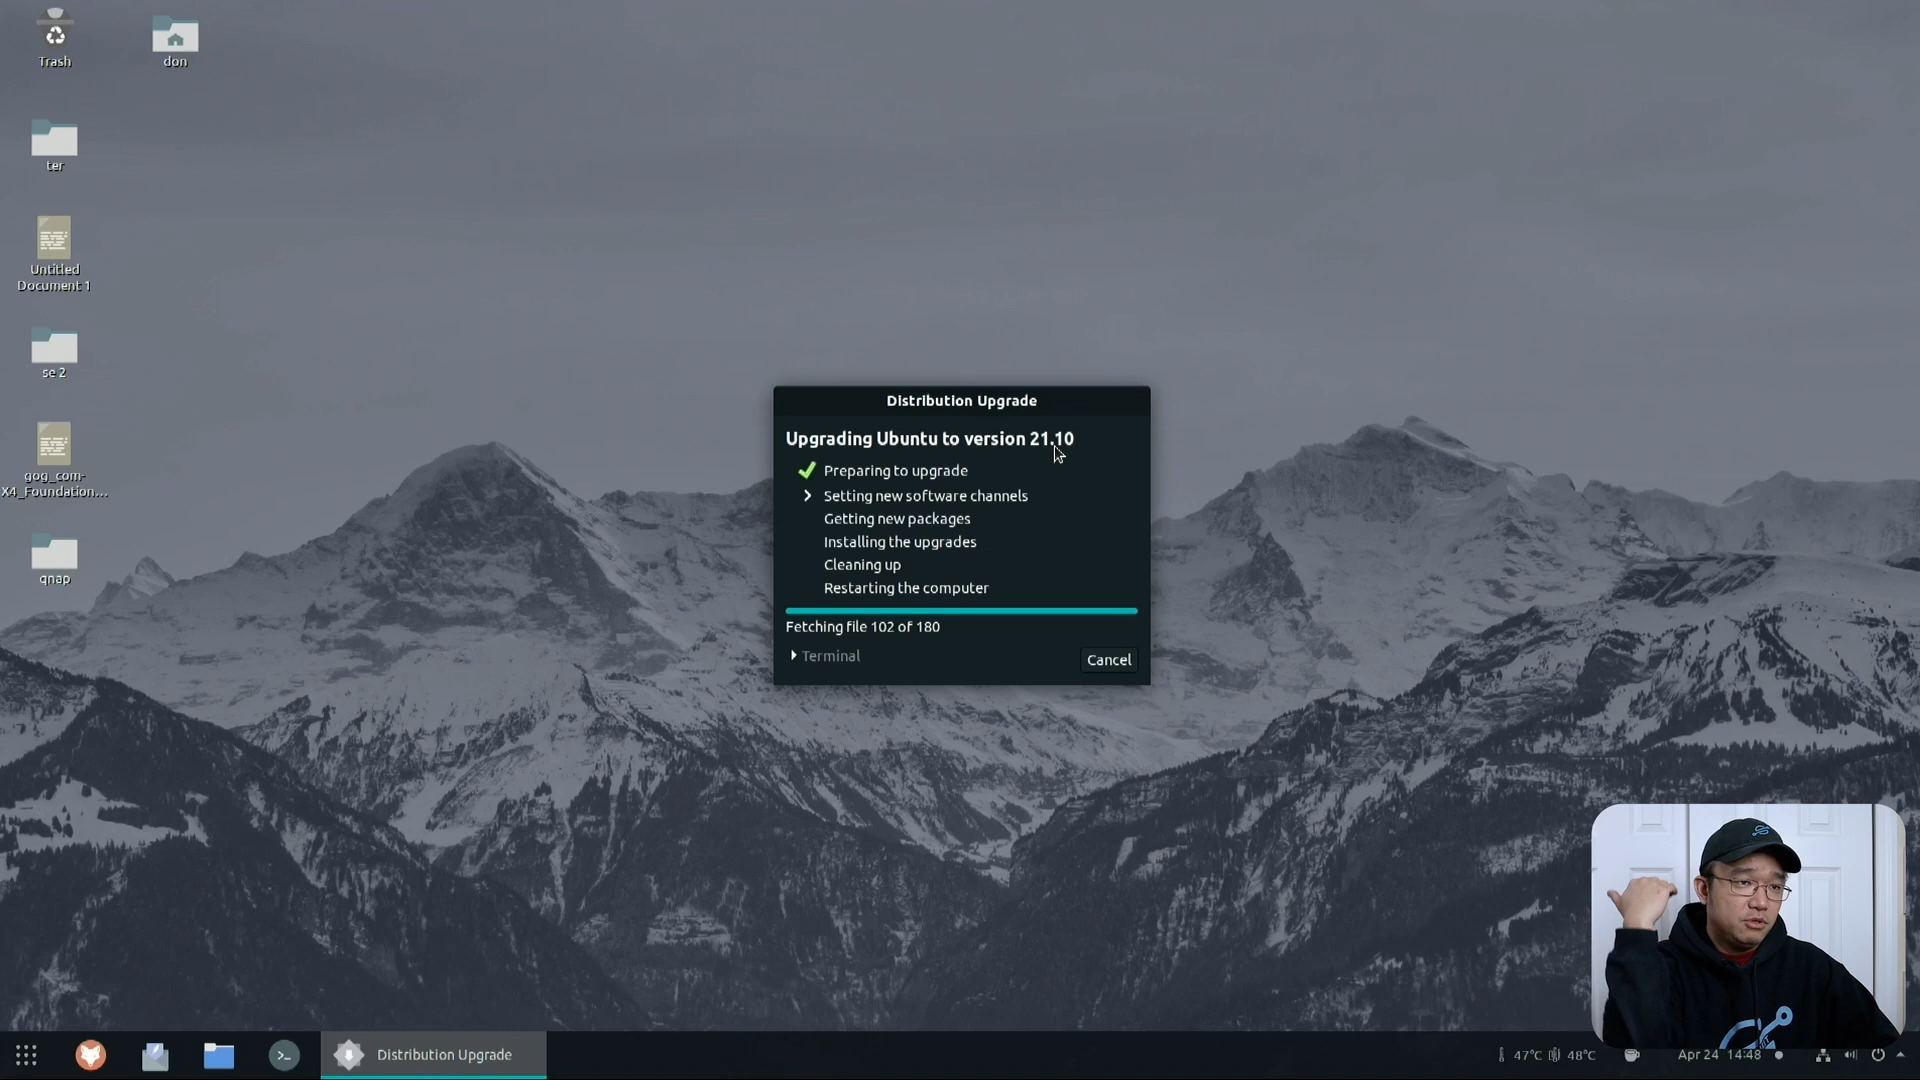 Trash
don
ter
Untitled
Document 1
se 2
gog_com-
X4_Foundation...
qnap
Distribution Upgrade
Upgrading Ubuntu to version 21.10
Preparing to upgrade
Setting new software channels
Getting new packages
Installing the upgrades
Cleaning up
Restarting the computer
Fetching file 102 of 180
Terminal
Cancel
Distribution Upgrade
47°C 48°C
Apr 24 14:48